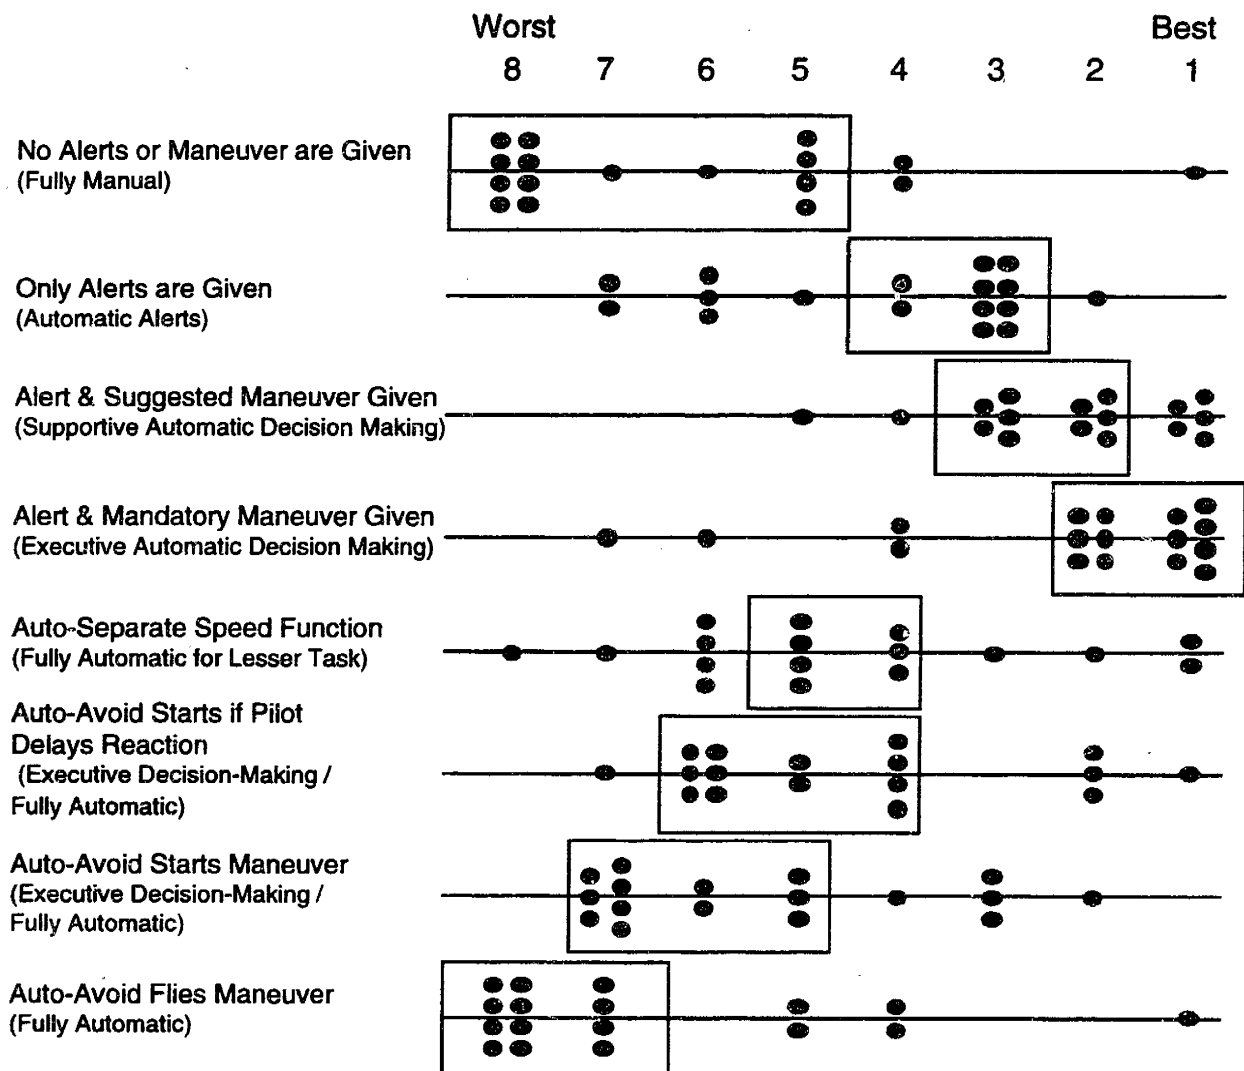 Worst Best
8 7 6 5 4 3 2 1
No Alerts or Maneuver are Given
(Fully Manual)
Only Alerts are Given
(Automatic Alerts)
Alert & Suggested Maneuver Given
(Supportive Automatic Decision Making)
Alert & Mandatory Maneuver Given
(Executive Automatic Decision Making)
Auto-Separate Speed Function
(Fully Automatic for Lesser Task)
Auto-Avoid Starts if Pilot
Delays Reaction
(Executive Decision-Making /
Fully Automatic)
Auto-Avoid Starts Maneuver
(Executive Decision-Making /
Fully Automatic)
Auto-Avoid Flies Maneuver
(Fully Automatic)